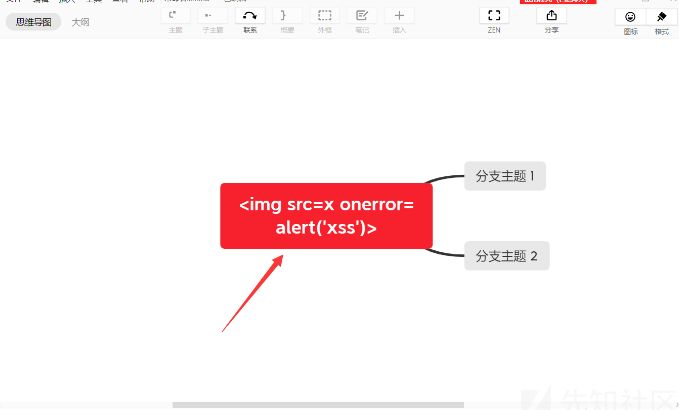 思维导图
大纲
主题
子主题
联系
概要
外框
笔记
插入
ZEN
分享
图标
格式
<img src=x onerror=
alert('xss')>
分支主题 1
分支主题 2
先知社区